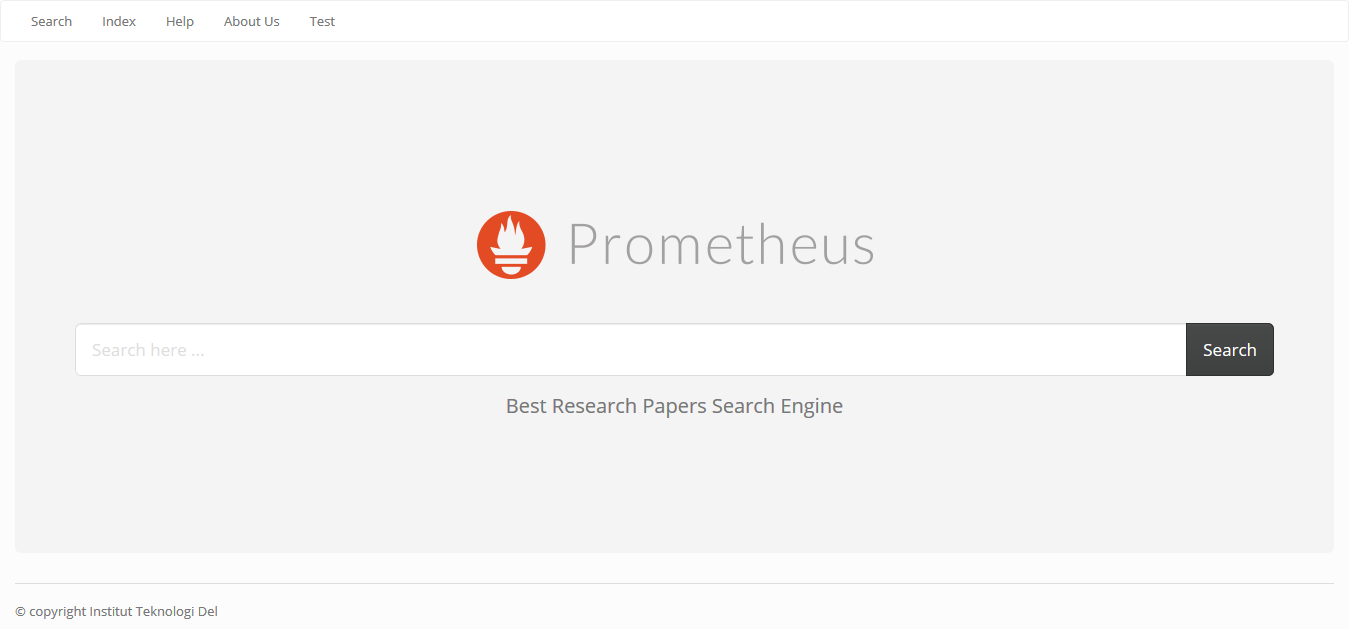 Search Index Help About Us Test
Prometheus
Search here ... Search
Best Research Papers Search Engine
© copyright Institut Teknologi Del